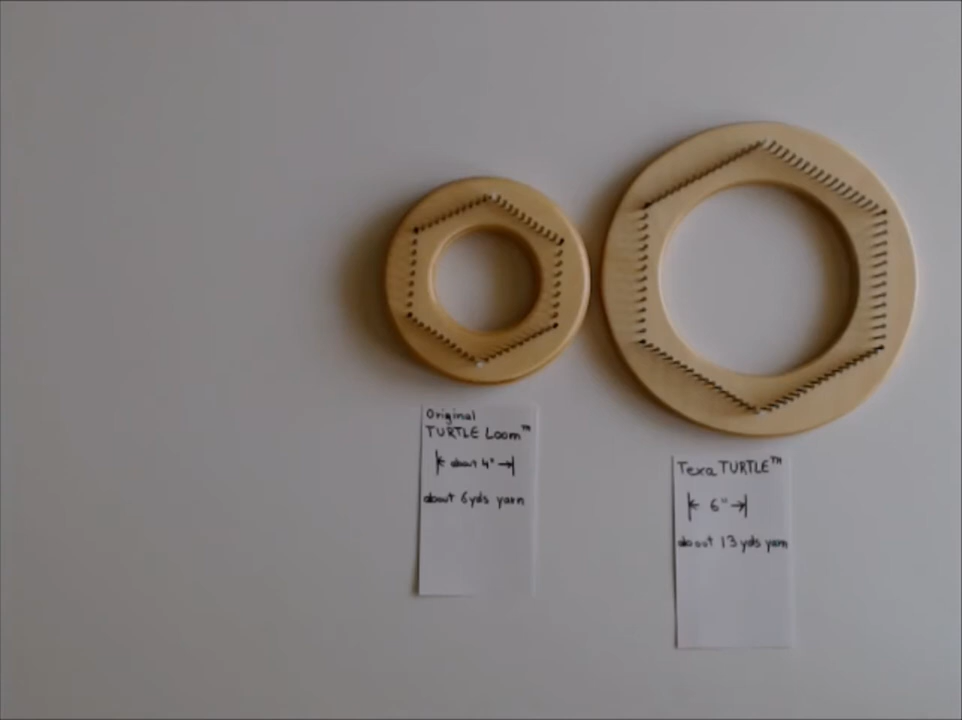 Original
TURTLE Loom™
about 4"
about 6yds yarn
Texa TURTLE™
6"
about 13 yds yarn